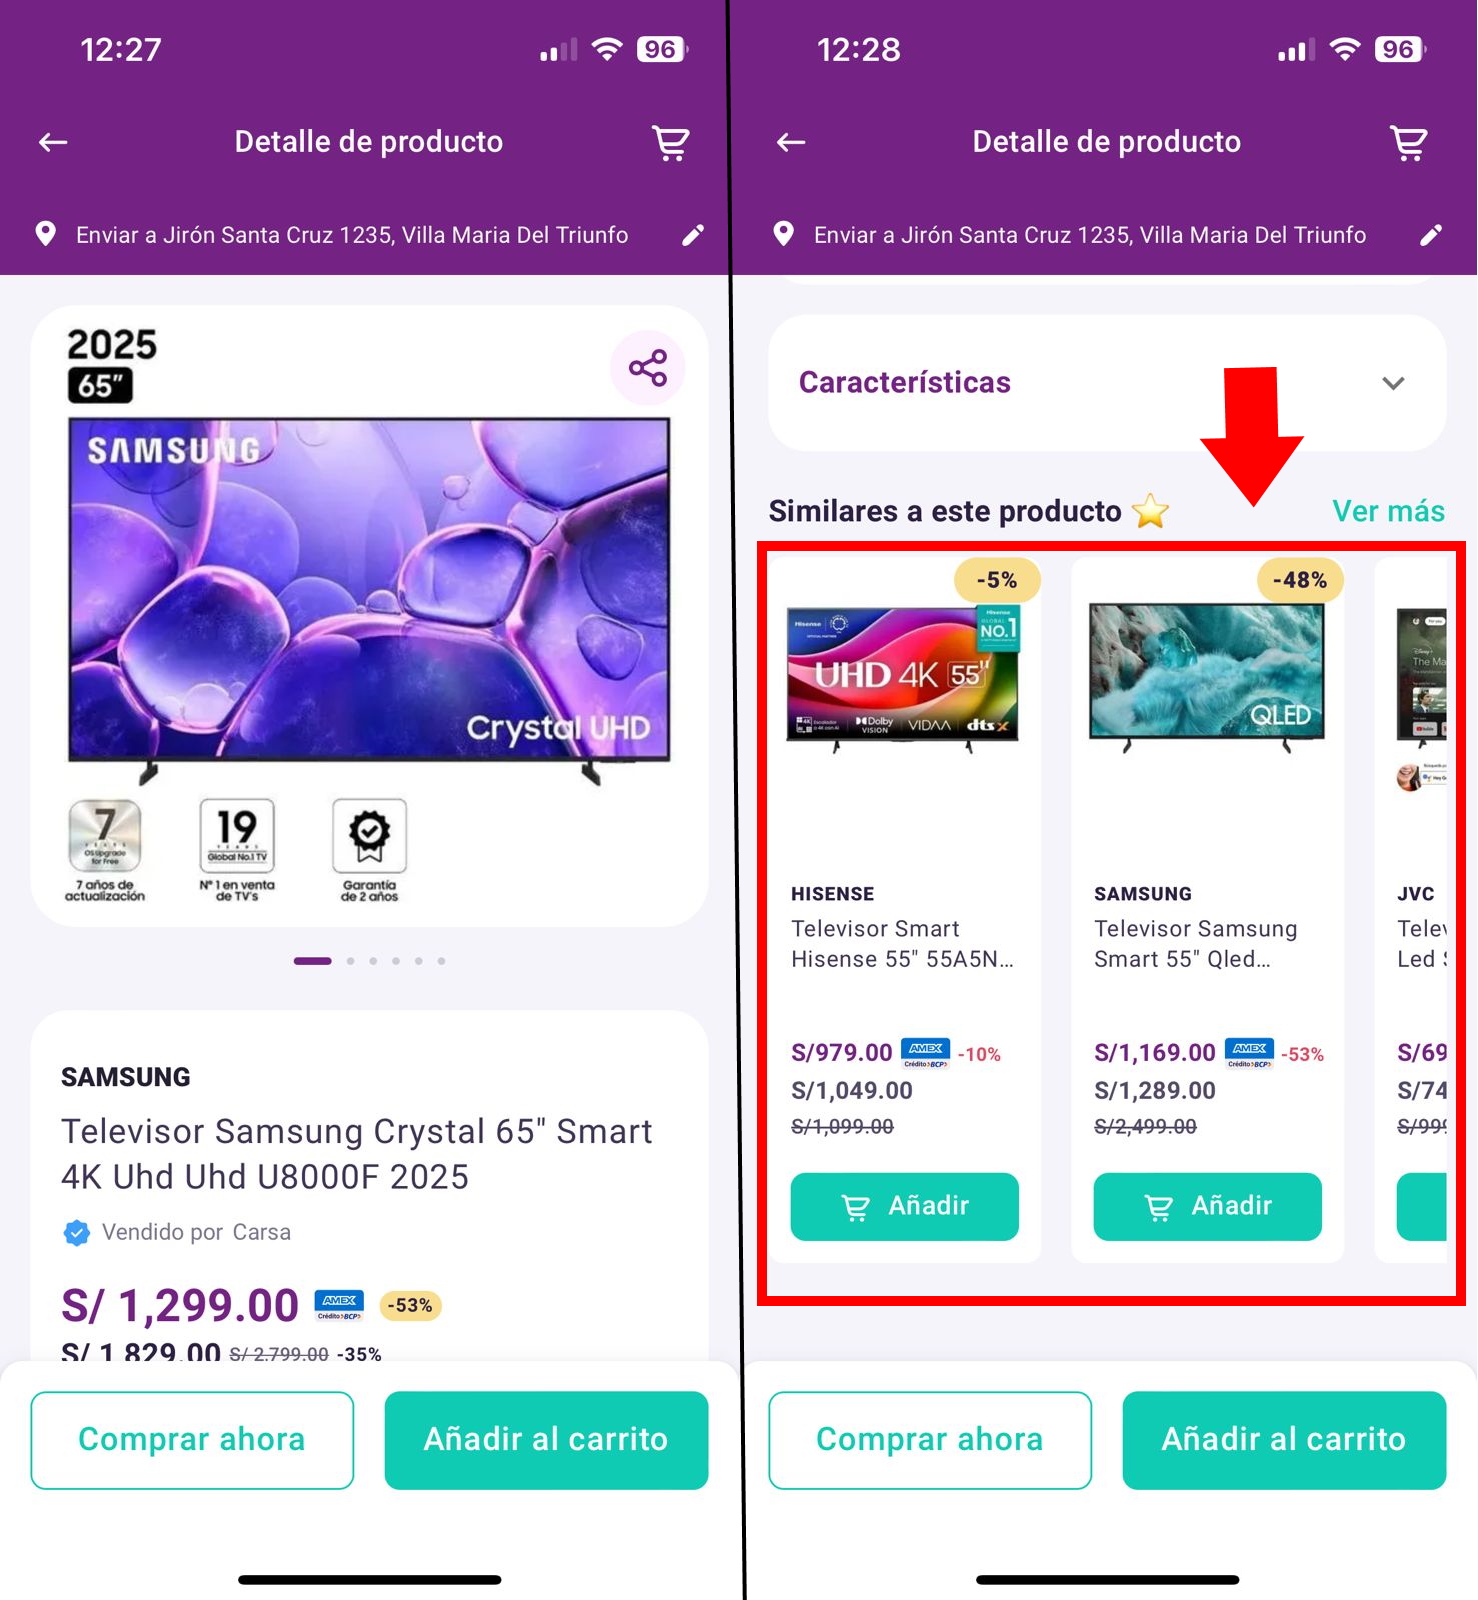 12:27
96
Detalle de producto
Enviar a Jirón Santa Cruz 1235, Villa Maria Del Triunfo
2025
65"
SAMSUNG
Crystal UHD
7
YEARS
OS Upgrade
for Free
7 años de
actualización
19
YEARS
Global No.1 TV
N° 1 en venta
de TV's
Garantía
de 2 años
SAMSUNG
Televisor Samsung Crystal 65" Smart
4K Uhd Uhd U8000F 2025
Vendido por Carsa
S/ 1,299.00 AMEX Crédito>BCP> -53%
S/ 1,829.00 S/ 2,799.00 -35%
Comprar ahora
Añadir al carrito
12:28
96
Detalle de producto
Enviar a Jirón Santa Cruz 1235, Villa Maria Del Triunfo
Características
Similares a este producto
Ver más
-5%
Hisense
Hisense
GLOBAL
NO.1
UHD 4K 55"
4K
Dolby
VISION
VIDAA
dts X
HISENSE
Televisor Smart
Hisense 55" 55A5N...
S/979.00 AMEX Crédito>BCP> -10%
S/1,049.00
S/1,099.00
Añadir
-48%
QLED
SAMSUNG
Televisor Samsung
Smart 55" Qled...
S/1,169.00 AMEX Crédito>BCP> -53%
S/1,289.00
S/2,499.00
Añadir
The Ma
JVC
Telev
Led
S/69
S/74
S/999
Comprar ahora
Añadir al carrito